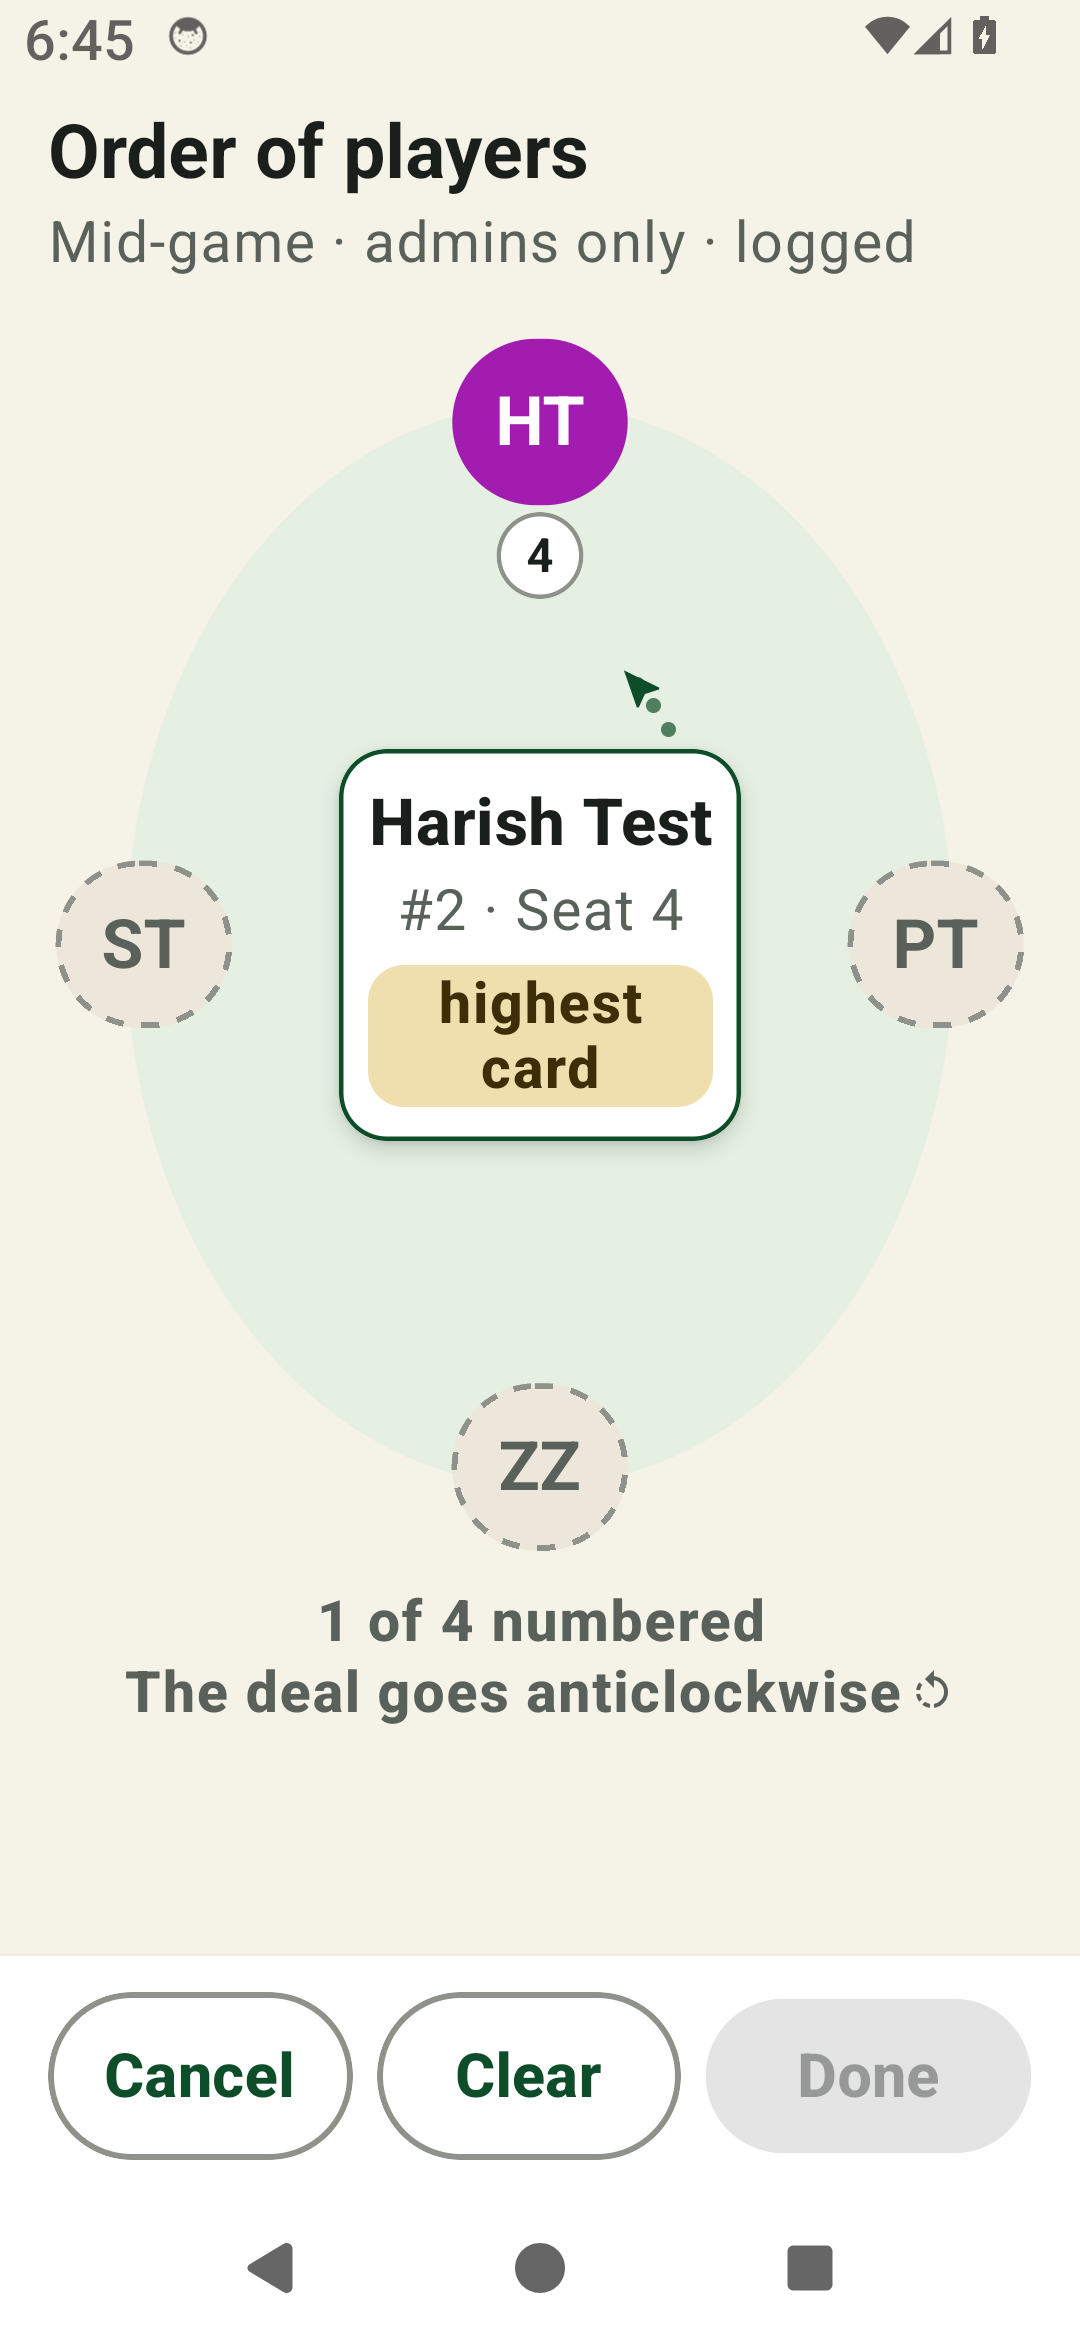 6:45
Order of players
Mid-game · admins only · logged
HT
4
Harish Test
#2 · Seat 4
highest
card
ST
PT
ZZ
1 of 4 numbered
The deal goes anticlockwise
Cancel
Clear
Done